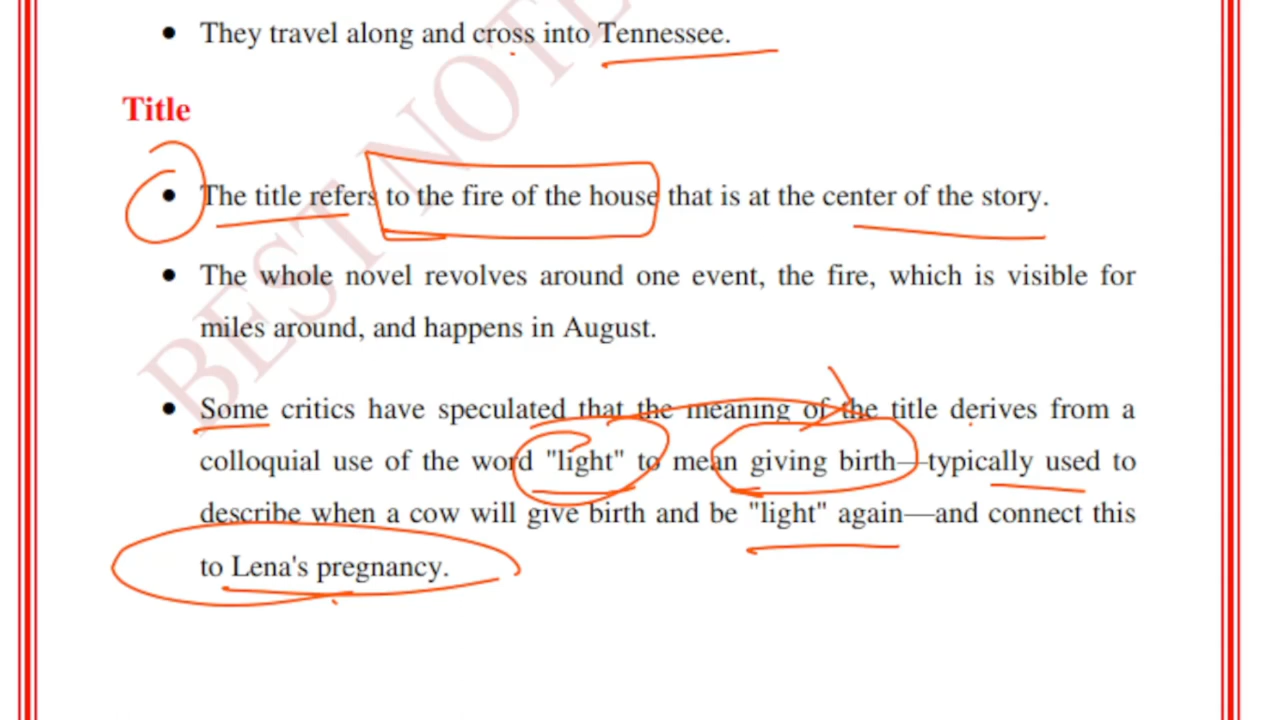 • They travel along and cross into Tennessee.
Title
• The title refers to the fire of the house that is at the center of the story.
• The whole novel revolves around one event, the fire, which is visible for
miles around, and happens in August.
• Some critics have speculated that the meaning of the title derives from a
colloquial use of the word "light" to mean giving birth—typically used to
describe when a cow will give birth and be "light" again—and connect this
to Lena's pregnancy.
BEST NOTE